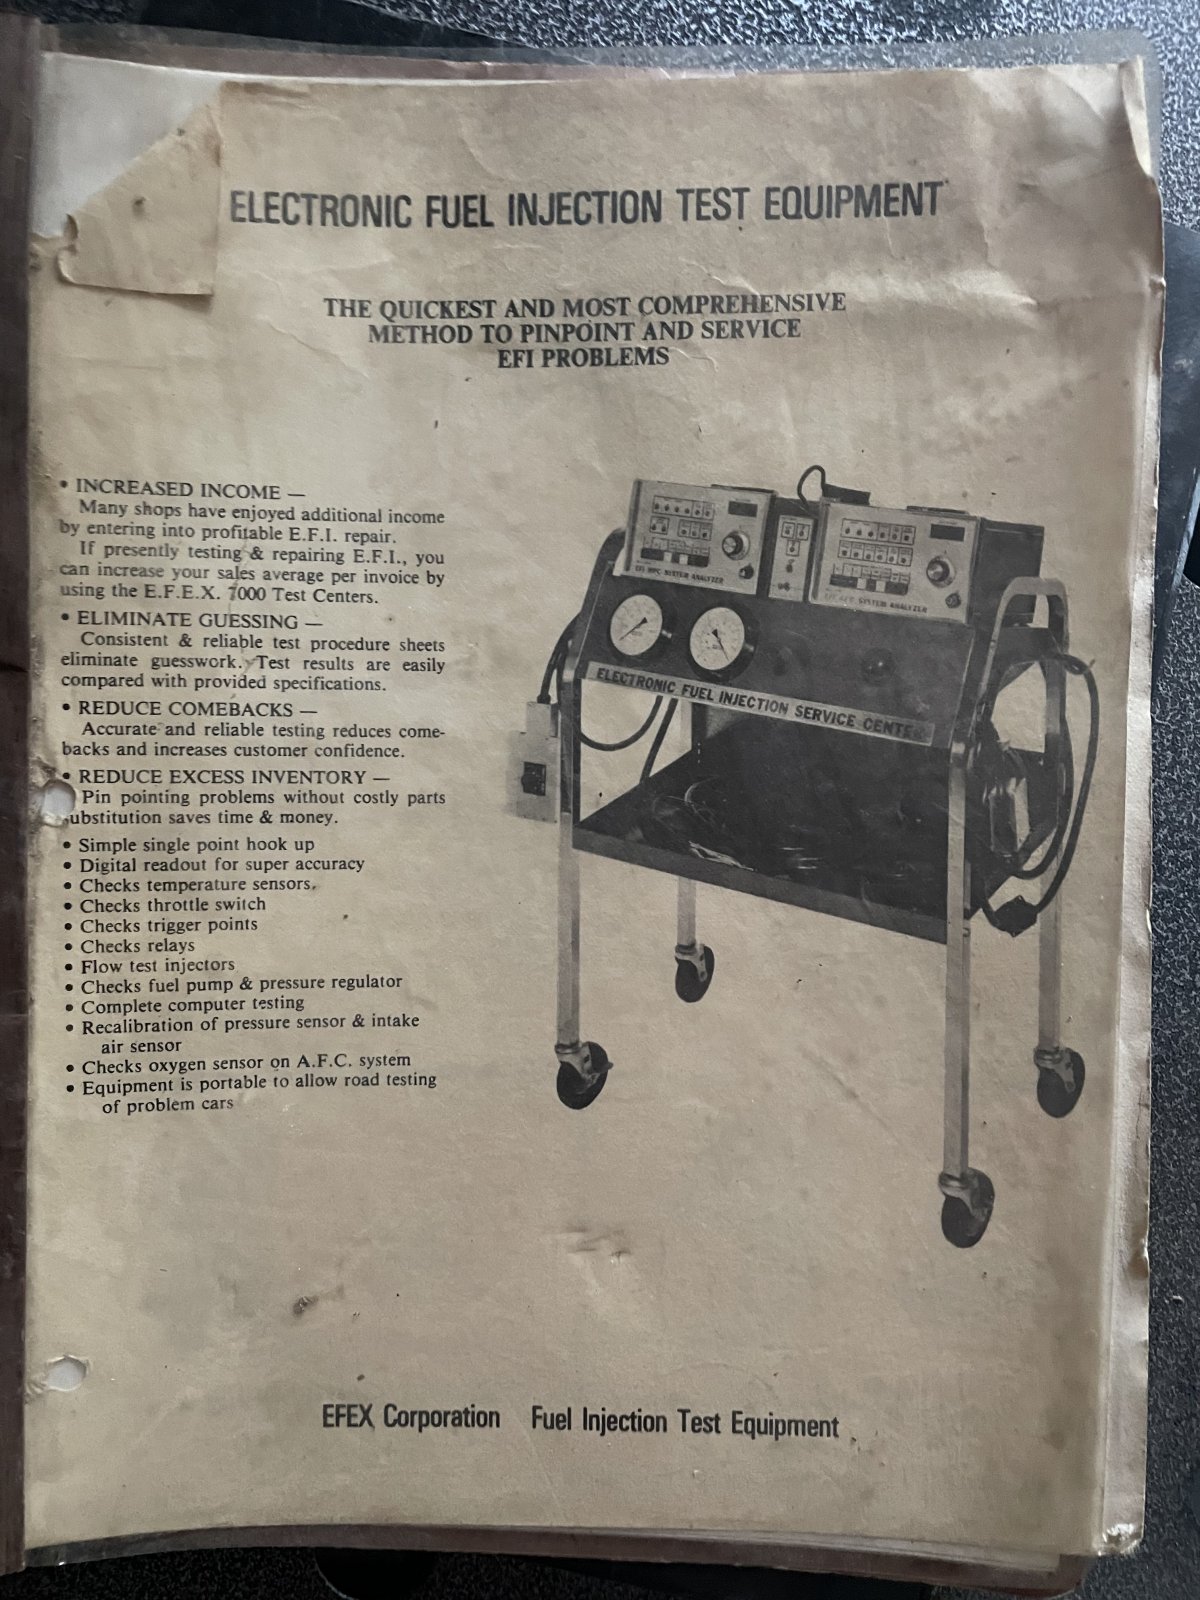 ELECTRONIC FUEL INJECTION TEST EQUIPMENT
THE QUICKEST AND MOST COMPREHENSIVE
METHOD TO PINPOINT AND SERVICE
EFI PROBLEMS
• INCREASED INCOME —
Many shops have enjoyed additional income
by entering into profitable E.F.I. repair.
If presently testing & repairing E.F.I., you
can increase your sales average per invoice by
using the E.F.E.X. 7000 Test Centers.
• ELIMINATE GUESSING —
Consistent & reliable test procedure sheets
eliminate guesswork. Test results are easily
compared with provided specifications.
• REDUCE COMEBACKS —
Accurate and reliable testing reduces come-
backs and increases customer confidence.
• REDUCE EXCESS INVENTORY —
Pin pointing problems without costly parts
substitution saves time & money.
• Simple single point hook up
• Digital readout for super accuracy
• Checks temperature sensors.
• Checks throttle switch
• Checks trigger points
• Checks relays
• Flow test injectors
• Checks fuel pump & pressure regulator
• Complete computer testing
• Recalibration of pressure sensor & intake
air sensor
• Checks oxygen sensor on A.F.C. system
• Equipment is portable to allow road testing
of problem cars
EFI MPC SYSTEM ANALYZER
EFI AFC SYSTEM ANALYZER
ELECTRONIC FUEL INJECTION SERVICE CENTER
EFEX Corporation Fuel Injection Test Equipment